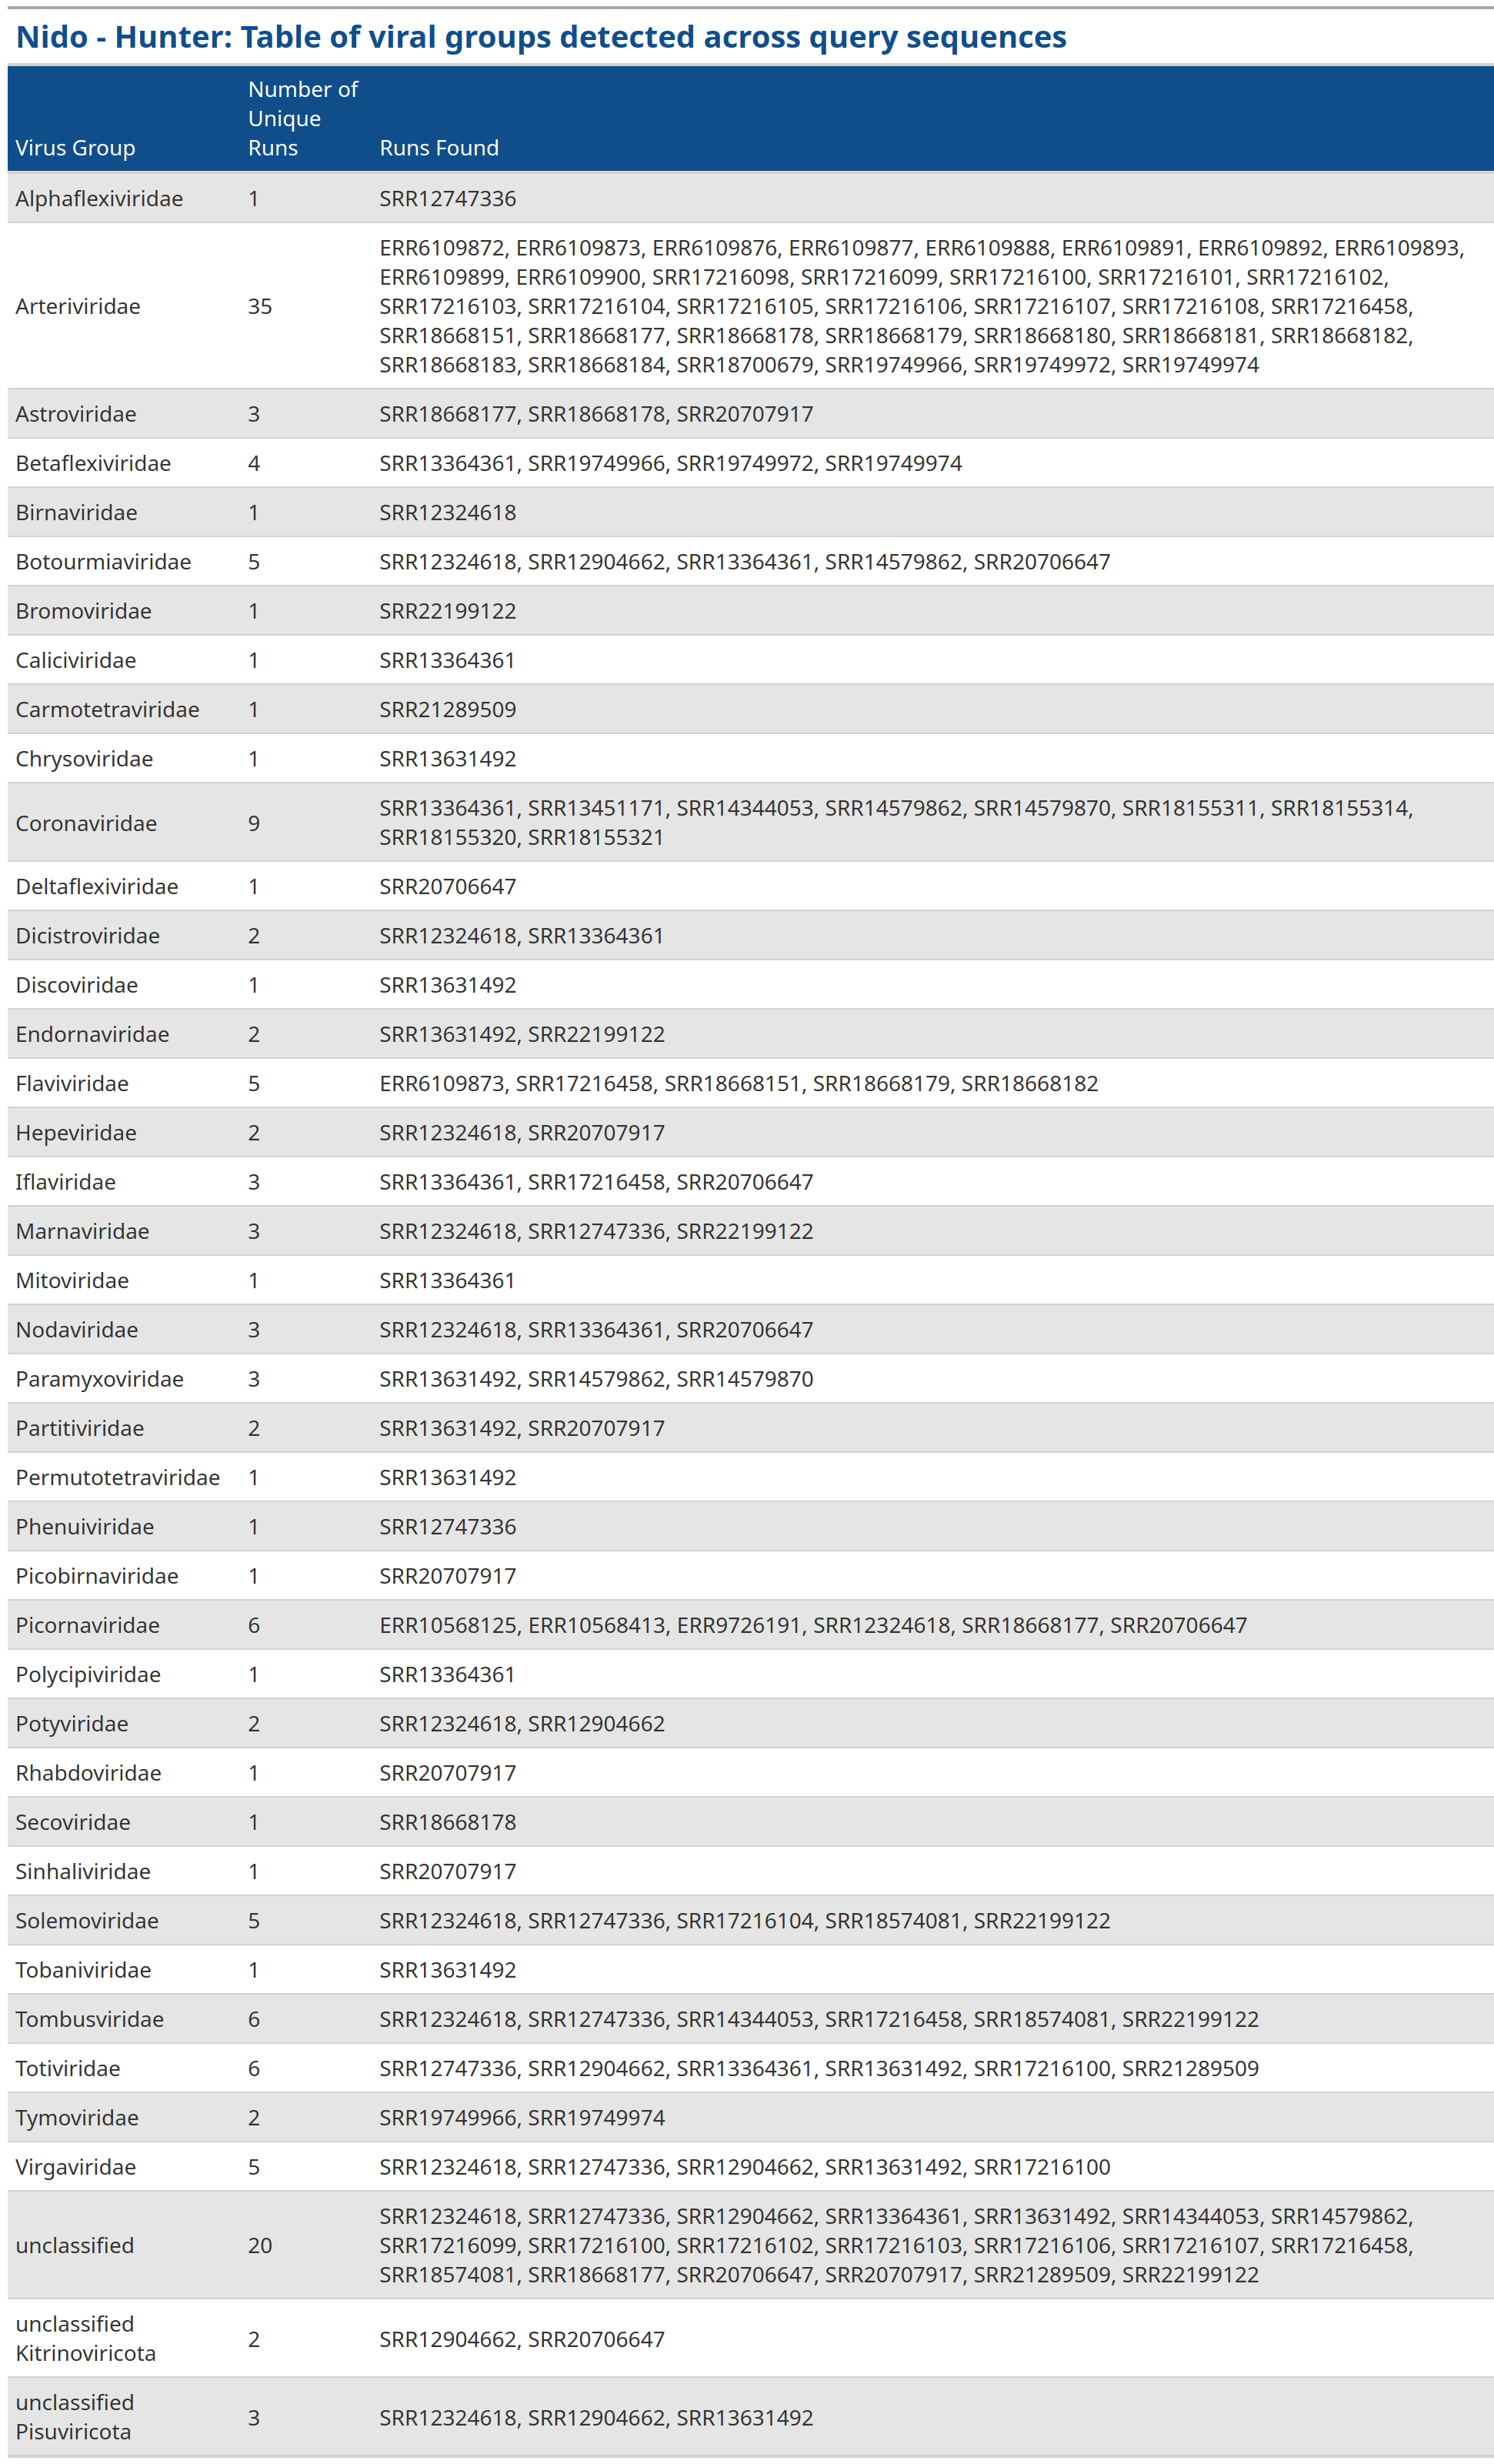 Nido - Hunter: Table of viral groups detected across query sequences
Virus Group Number of Unique Runs Runs Found
Alphaflexiviridae 1 SRR12747336
Arteriviridae 35 ERR6109872, ERR6109873, ERR6109876, ERR6109877, ERR6109888, ERR6109891, ERR6109892, ERR6109893,
ERR6109899, ERR6109900, SRR17216098, SRR17216099, SRR17216100, SRR17216101, SRR17216102,
SRR17216103, SRR17216104, SRR17216105, SRR17216106, SRR17216107, SRR17216108, SRR17216458,
SRR18668151, SRR18668177, SRR18668178, SRR18668179, SRR18668180, SRR18668181, SRR18668182,
SRR18668183, SRR18668184, SRR18700679, SRR19749966, SRR19749972, SRR19749974
Astroviridae 3 SRR18668177, SRR18668178, SRR20707917
Betaflexiviridae 4 SRR13364361, SRR19749966, SRR19749972, SRR19749974
Birnaviridae 1 SRR12324618
Botourmiaviridae 5 SRR12324618, SRR12904662, SRR13364361, SRR14579862, SRR20706647
Bromoviridae 1 SRR22199122
Caliciviridae 1 SRR13364361
Carmotetraviridae 1 SRR21289509
Chrysoviridae 1 SRR13631492
Coronaviridae 9 SRR13364361, SRR13451171, SRR14344053, SRR14579862, SRR14579870, SRR18155311, SRR18155314,
SRR18155320, SRR18155321
Deltaflexiviridae 1 SRR20706647
Dicistroviridae 2 SRR12324618, SRR13364361
Discoviridae 1 SRR13631492
Endornaviridae 2 SRR13631492, SRR22199122
Flaviviridae 5 ERR6109873, SRR17216458, SRR18668151, SRR18668179, SRR18668182
Hepeviridae 2 SRR12324618, SRR20707917
Iflaviridae 3 SRR13364361, SRR17216458, SRR20706647
Marnaviridae 3 SRR12324618, SRR12747336, SRR22199122
Mitoviridae 1 SRR13364361
Nodaviridae 3 SRR12324618, SRR13364361, SRR20706647
Paramyxoviridae 3 SRR13631492, SRR14579862, SRR14579870
Partitiviridae 2 SRR13631492, SRR20707917
Permutotetraviridae 1 SRR13631492
Phenuiviridae 1 SRR12747336
Picobirnaviridae 1 SRR20707917
Picornaviridae 6 ERR10568125, ERR10568413, ERR9726191, SRR12324618, SRR18668177, SRR20706647
Polycipiviridae 1 SRR13364361
Potyviridae 2 SRR12324618, SRR12904662
Rhabdoviridae 1 SRR20707917
Secoviridae 1 SRR18668178
Sinhaliviridae 1 SRR20707917
Solemoviridae 5 SRR12324618, SRR12747336, SRR17216104, SRR18574081, SRR22199122
Tobaniviridae 1 SRR13631492
Tombusviridae 6 SRR12324618, SRR12747336, SRR14344053, SRR17216458, SRR18574081, SRR22199122
Totiviridae 6 SRR12747336, SRR12904662, SRR13364361, SRR13631492, SRR17216100, SRR21289509
Tymoviridae 2 SRR19749966, SRR19749974
Virgaviridae 5 SRR12324618, SRR12747336, SRR12904662, SRR13631492, SRR17216100
unclassified 20 SRR12324618, SRR12747336, SRR12904662, SRR13364361, SRR13631492, SRR14344053, SRR14579862,
SRR17216099, SRR17216100, SRR17216102, SRR17216103, SRR17216106, SRR17216107, SRR17216458,
SRR18574081, SRR18668177, SRR20706647, SRR20707917, SRR21289509, SRR22199122
unclassified
Kitrinoviricota 2 SRR12904662, SRR20706647
unclassified
Pisuviricota 3 SRR12324618, SRR12904662, SRR13631492